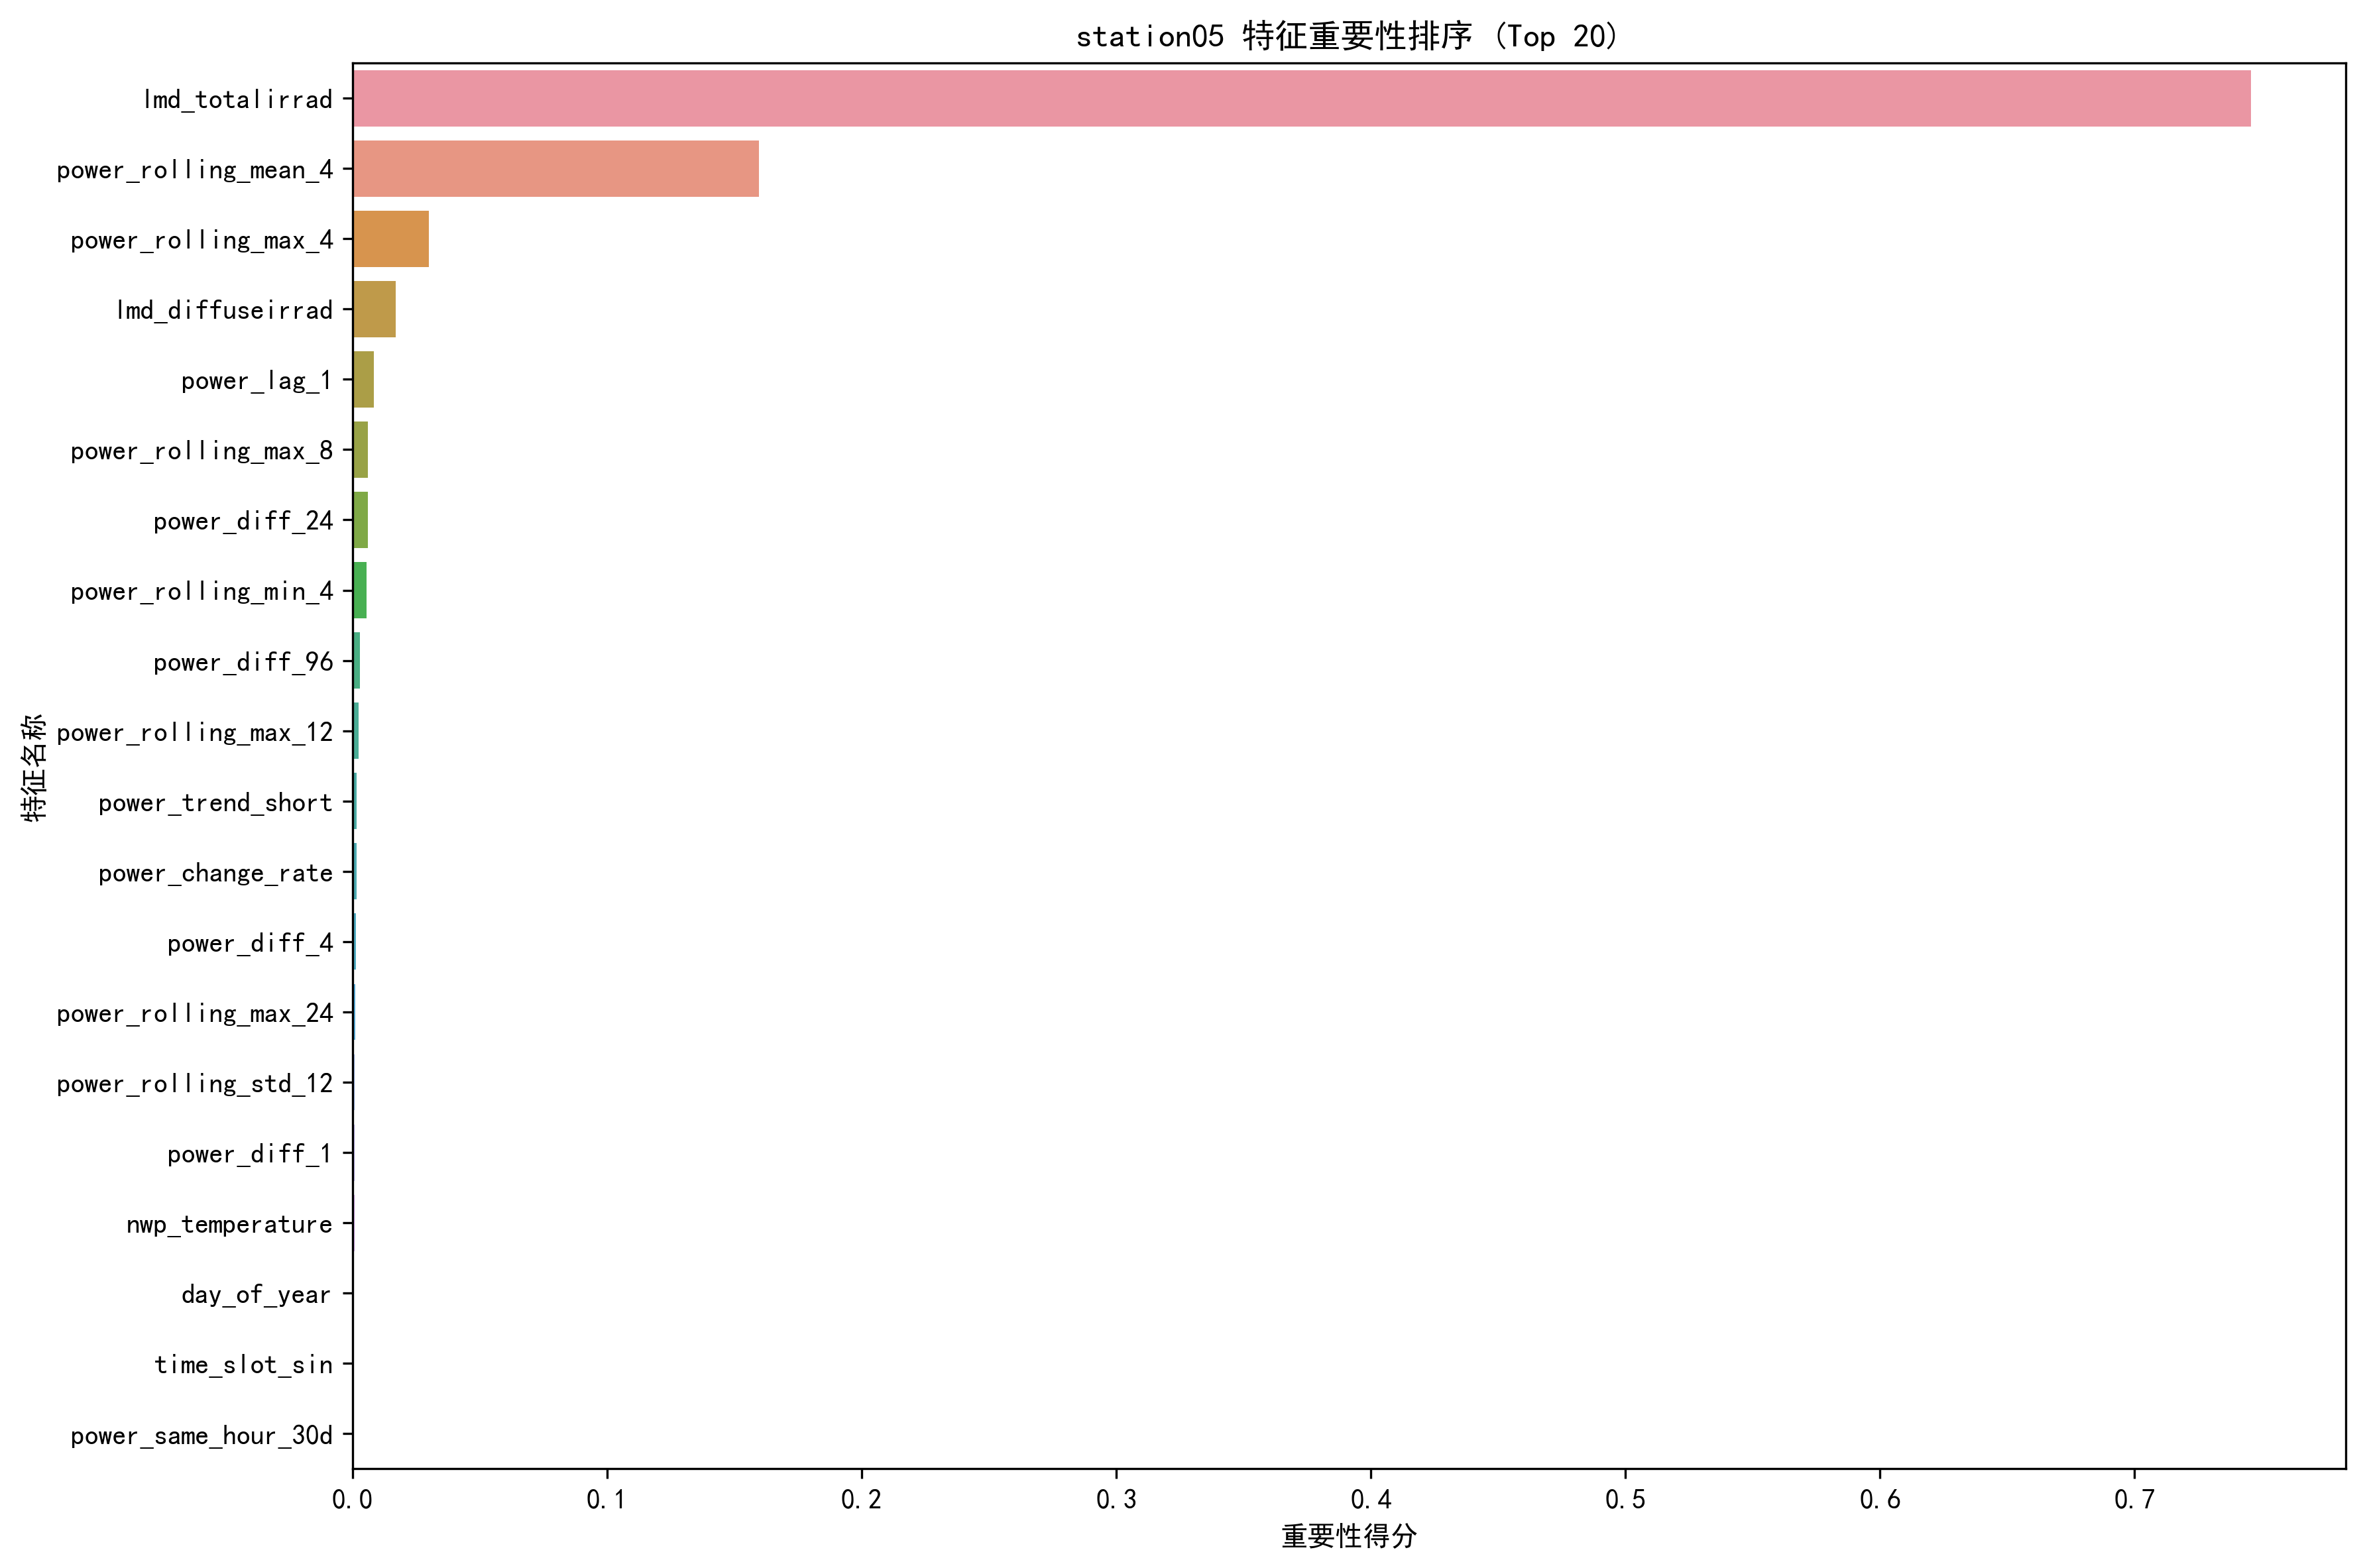 station05 特征重要性排序 (Top 20)
lmd_totalirrad
power_rolling_mean_4
power_rolling_max_4
lmd_diffuseirrad
power_lag_1
power_rolling_max_8
power_diff_24
power_rolling_min_4
power_diff_96
power_rolling_max_12
power_trend_short
power_change_rate
power_diff_4
power_rolling_max_24
power_rolling_std_12
power_diff_1
nwp_temperature
day_of_year
time_slot_sin
power_same_hour_30d
特征名称
0.0 0.1 0.2 0.3 0.4 0.5 0.6 0.7
重要性得分